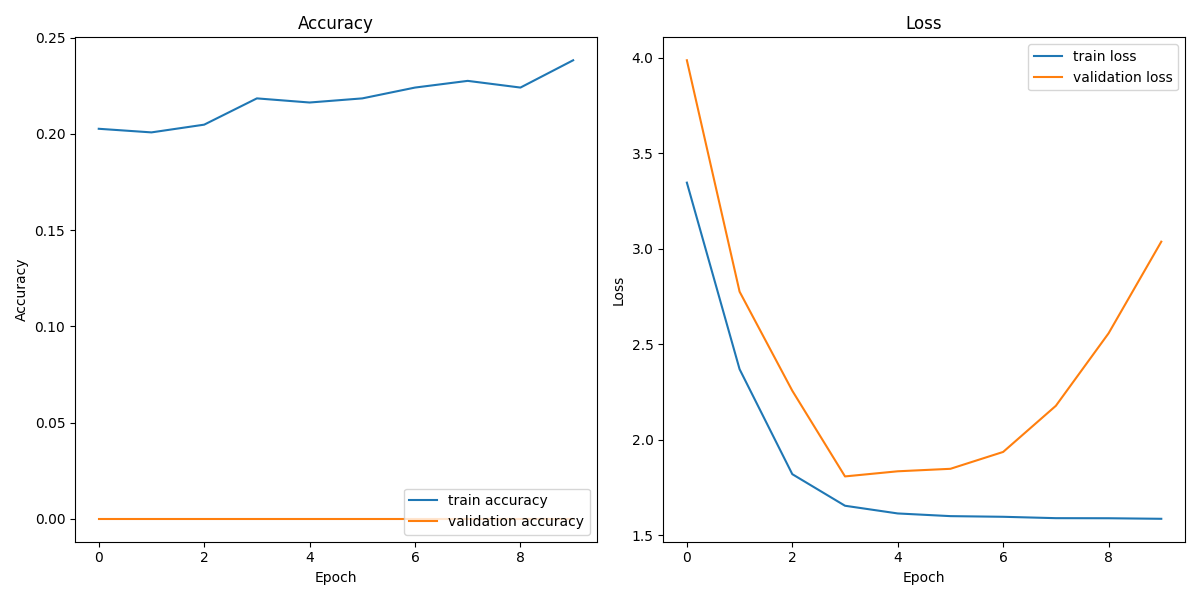 Accuracy
0.25
0.20
0.15
0.10
0.05
0.00
Accuracy
train accuracy
validation accuracy
0 2 4 6 8
Epoch
Loss
4.0
3.5
3.0
2.5
2.0
1.5
Loss
train loss
validation loss
0 2 4 6 8
Epoch